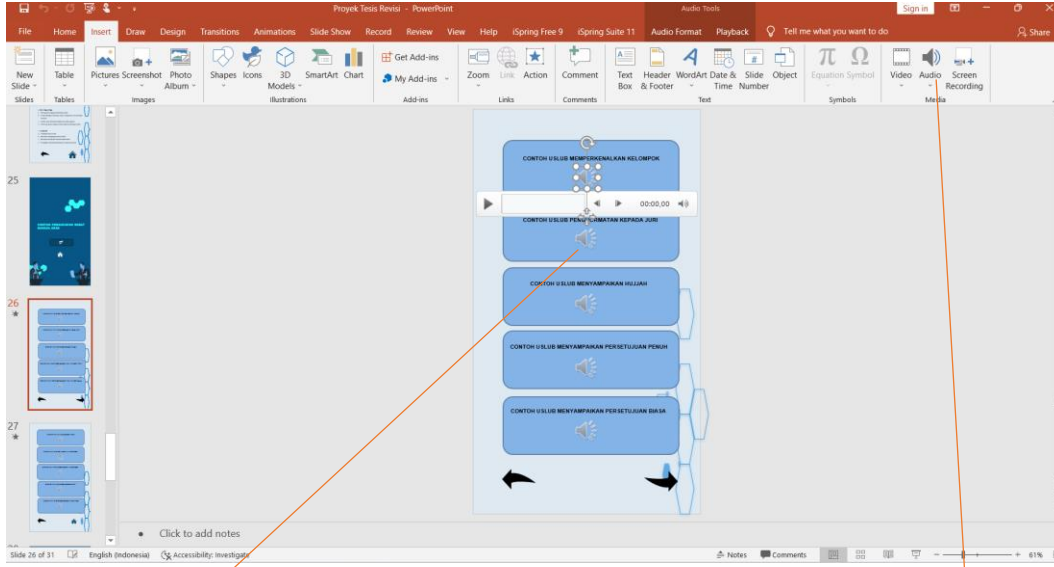 Proyek Tesis Revisi - PowerPoint
Audio Tools
Sign in
File Home Insert Draw Design Transitions Animations Slide Show Record Review View Help iSpring Free 9 iSpring Suite 11 Audio Format Playback Tell me what you want to do Share
New Slide
Table
Pictures
Screenshot
Photo Album
Shapes
Icons
3D Models
SmartArt
Chart
Get Add-ins
My Add-ins
Zoom
Link
Action
Comment
Text Box
Header & Footer
WordArt
Date & Time
Slide Number
Object
Equation
Symbol
Video
Audio
Screen Recording
Slides Tables Images Illustrations Add-ins Links Comments Text Symbols Media
25
26
27
CONTOH USLUB MEMPERKENALKAN KELOMPOK
00:00,00
KEPADA JURI
CONTOH USLUB MENYAMPAIKAN HUJJAH
CONTOH USLUB MENYAMPAIKAN PERSETUJUAN PENUH
CONTOH USLUB MENYAMPAIKAN PERSETUJUAN BIASA
Click to add notes
Slide 26 of 31 English (Indonesia) Accessibility: Investigate Notes Comments 61%